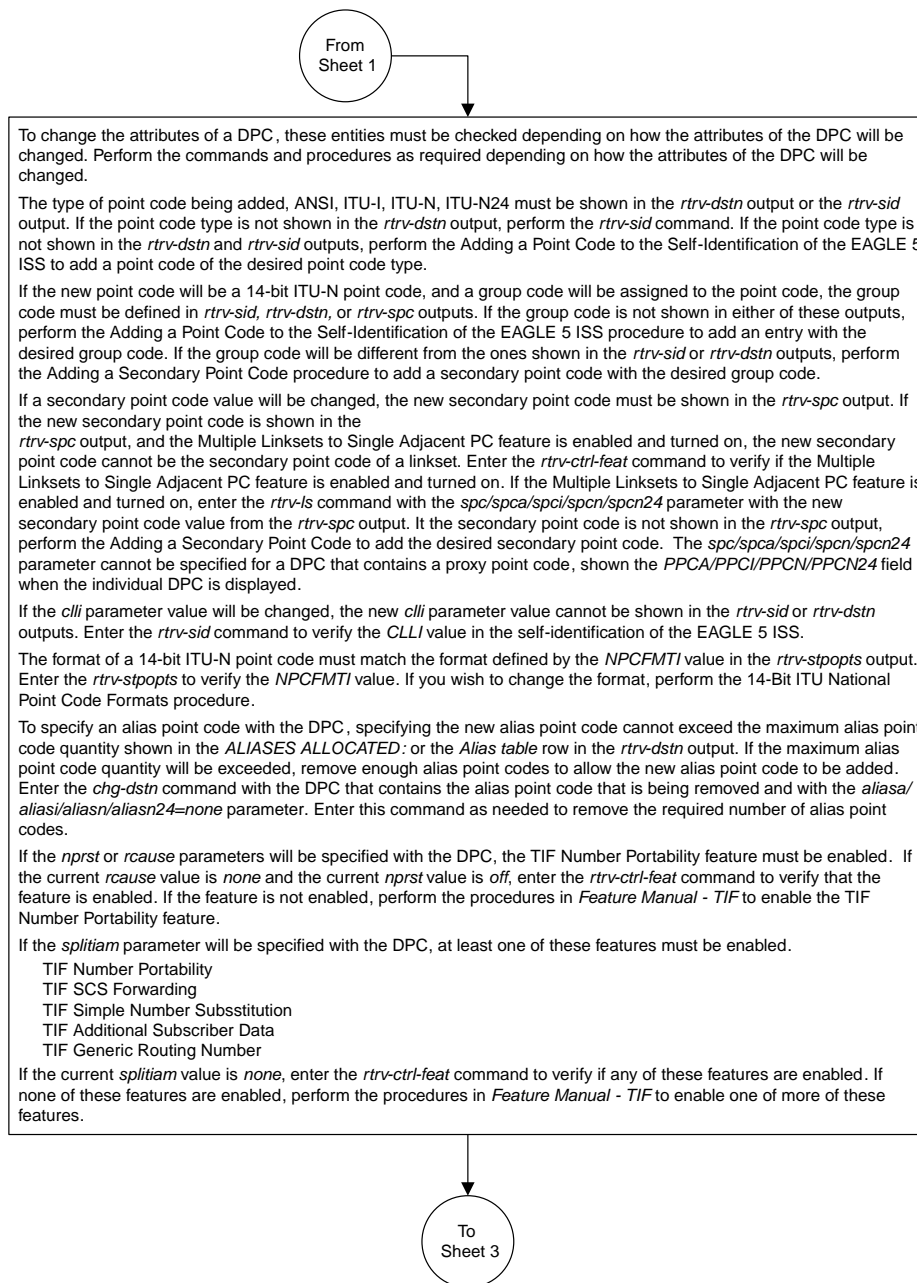 From
Sheet 1
To change the attributes of a DPC, these entities must be checked depending on how the attributes of the DPC will be
changed. Perform the commands and procedures as required depending on how the attributes of the DPC will be
changed.
The type of point code being added, ANSI, ITU-I, ITU-N, ITU-N24 must be shown in the rtrv-dstn output or the rtrv-sid
output. If the point code type is not shown in the rtrv-dstn output, perform the rtrv-sid command. If the point code type is
not shown in the rtrv-dstn and rtrv-sid outputs, perform the Adding a Point Code to the Self-Identification of the EAGLE 5
ISS to add a point code of the desired point code type.
If the new point code will be a 14-bit ITU-N point code, and a group code will be assigned to the point code, the group
code must be defined in rtrv-sid, rtrv-dstn, or rtrv-spc outputs. If the group code is not shown in either of these outputs,
perform the Adding a Point Code to the Self-Identification of the EAGLE 5 ISS procedure to add an entry with the
desired group code. If the group code will be different from the ones shown in the rtrv-sid or rtrv-dstn outputs, perform
the Adding a Secondary Point Code procedure to add a secondary point code with the desired group code.
If a secondary point code value will be changed, the new secondary point code must be shown in the rtrv-spc output. If
the new secondary point code is shown in the
rtrv-spc output, and the Multiple Linksets to Single Adjacent PC feature is enabled and turned on, the new secondary
point code cannot be the secondary point code of a linkset. Enter the rtrv-ctrl-feat command to verify if the Multiple
Linksets to Single Adjacent PC feature is enabled and turned on. If the Multiple Linksets to Single Adjacent PC feature is
enabled and turned on, enter the rtrv-ls command with the spc/spca/spci/spcn/spcn24 parameter with the new
secondary point code value from the rtrv-spc output. It the secondary point code is not shown in the rtrv-spc output,
perform the Adding a Secondary Point Code to add the desired secondary point code. The spc/spca/spci/spcn/spcn24
parameter cannot be specified for a DPC that contains a proxy point code, shown the PPCA/PPCI/PPCN/PPCN24 field
when the individual DPC is displayed.
If the clli parameter value will be changed, the new clli parameter value cannot be shown in the rtrv-sid or rtrv-dstn
outputs. Enter the rtrv-sid command to verify the CLLI value in the self-identification of the EAGLE 5 ISS.
The format of a 14-bit ITU-N point code must match the format defined by the NPCFMTI value in the rtrv-stpopts output.
Enter the rtrv-stpopts to verify the NPCFMTI value. If you wish to change the format, perform the 14-Bit ITU National
Point Code Formats procedure.
To specify an alias point code with the DPC, specifying the new alias point code cannot exceed the maximum alias point
code quantity shown in the ALIASES ALLOCATED: or the Alias table row in the rtrv-dstn output. If the maximum alias
point code quantity will be exceeded, remove enough alias point codes to allow the new alias point code to be added.
Enter the chg-dstn command with the DPC that contains the alias point code that is being removed and with the aliasa/
aliasi/aliasn/aliasn24=none parameter. Enter this command as needed to remove the required number of alias point
codes.
If the nprst or rcause parameters will be specified with the DPC, the TIF Number Portability feature must be enabled. If
the current rcause value is none and the current nprst value is off, enter the rtrv-ctrl-feat command to verify that the
feature is enabled. If the feature is not enabled, perform the procedures in Feature Manual - TIF to enable the TIF
Number Portability feature.
If the splitiam parameter will be specified with the DPC, at least one of these features must be enabled.
TIF Number Portability
TIF SCS Forwarding
TIF Simple Number Subsstitution
TIF Additional Subscriber Data
TIF Generic Routing Number
If the current splitiam value is none, enter the rtrv-ctrl-feat command to verify if any of these features are enabled. If
none of these features are enabled, perform the procedures in Feature Manual - TIF to enable one of more of these
features.
To
Sheet 3